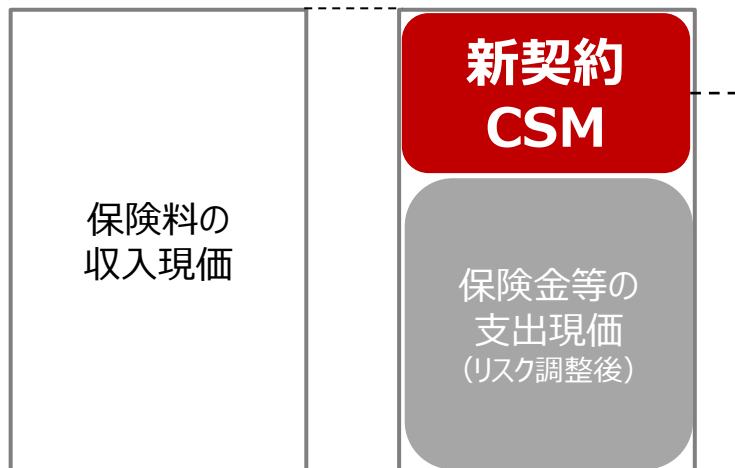 保険料の
収入現価
新契約
CSM
保険金等の
支出現価
（リスク調整後）